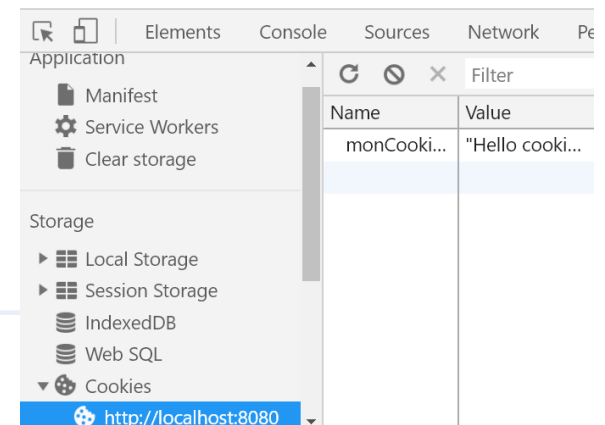 Elements Console Sources Network Pe
Application
Manifest
Service Workers
Clear storage
Storage
Local Storage
Session Storage
IndexedDB
Web SQL
Cookies
http://localhost:8080
Filter
Name Value
monCooki... "Hello cooki...